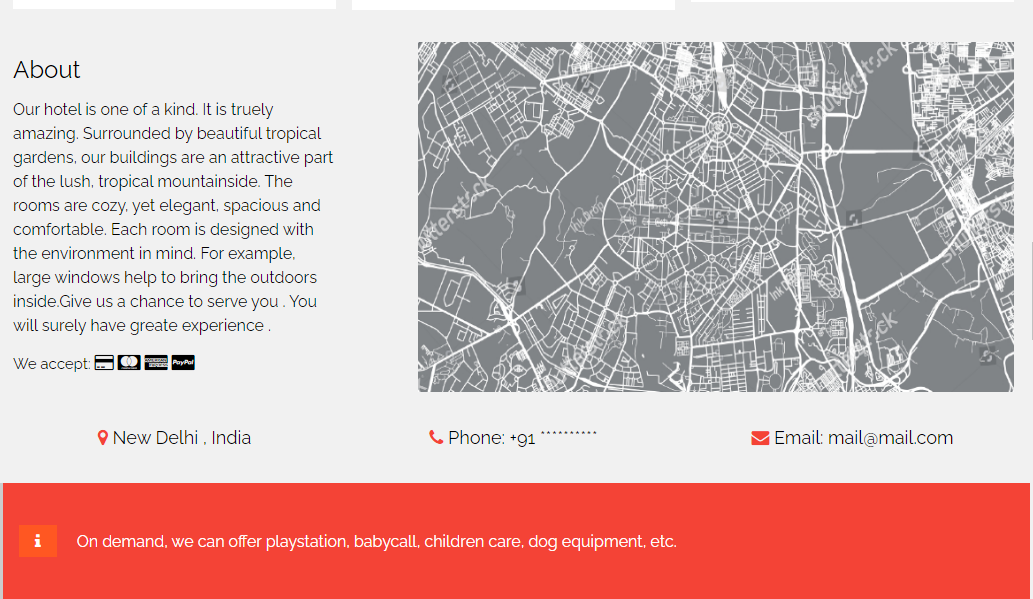 About
Our hotel is one of a kind. It is truely
amazing. Surrounded by beautiful tropical
gardens, our buildings are an attractive part
of the lush, tropical mountainside. The
rooms are cozy, yet elegant, spacious and
comfortable. Each room is designed with
the environment in mind. For example,
large windows help to bring the outdoors
inside.Give us a chance to serve you . You
will surely have greate experience .
We accept: PayPal
shutterstock
New Delhi , India
Phone: +91 **********
Email: mail@mail.com
On demand, we can offer playstation, babycall, children care, dog equipment, etc.